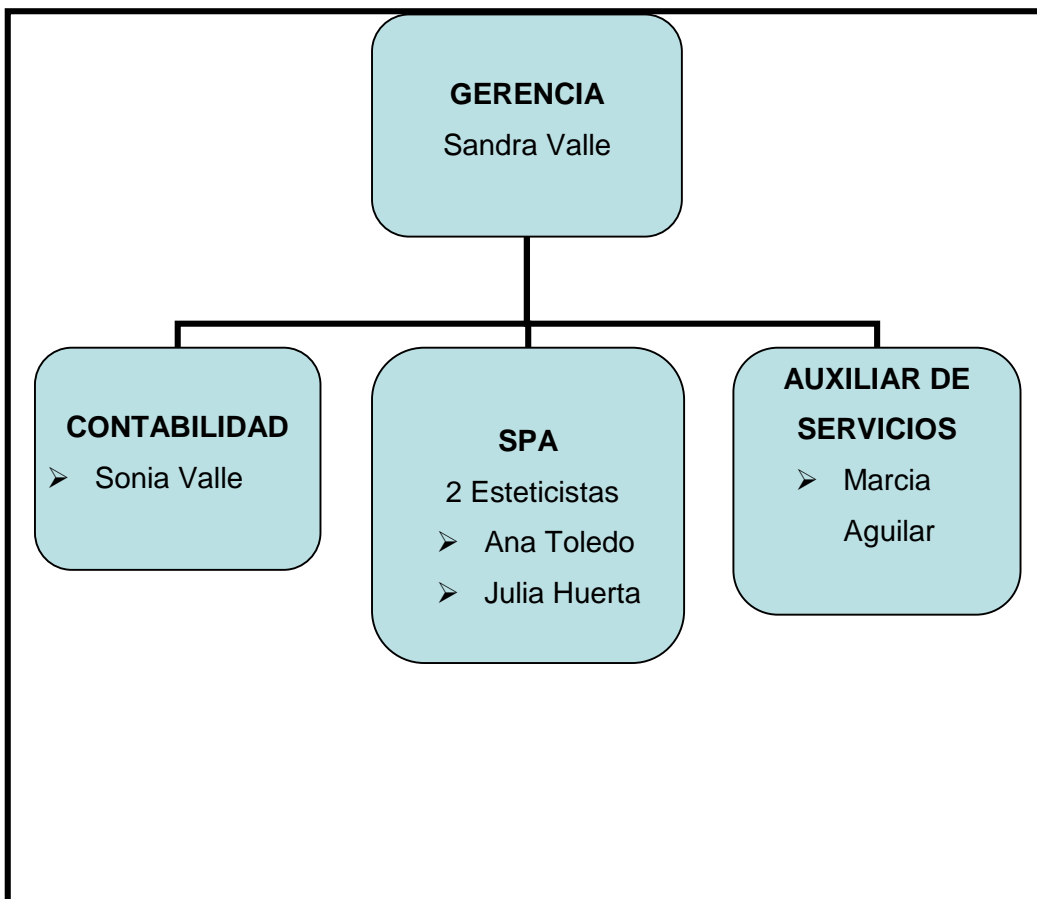 GERENCIA
Sandra Valle
CONTABILIDAD
➢ Sonia Valle
SPA
2 Esteticistas
➢ Ana Toledo
➢ Julia Huerta
AUXILIAR DE
SERVICIOS
➢ Marcia
Aguilar